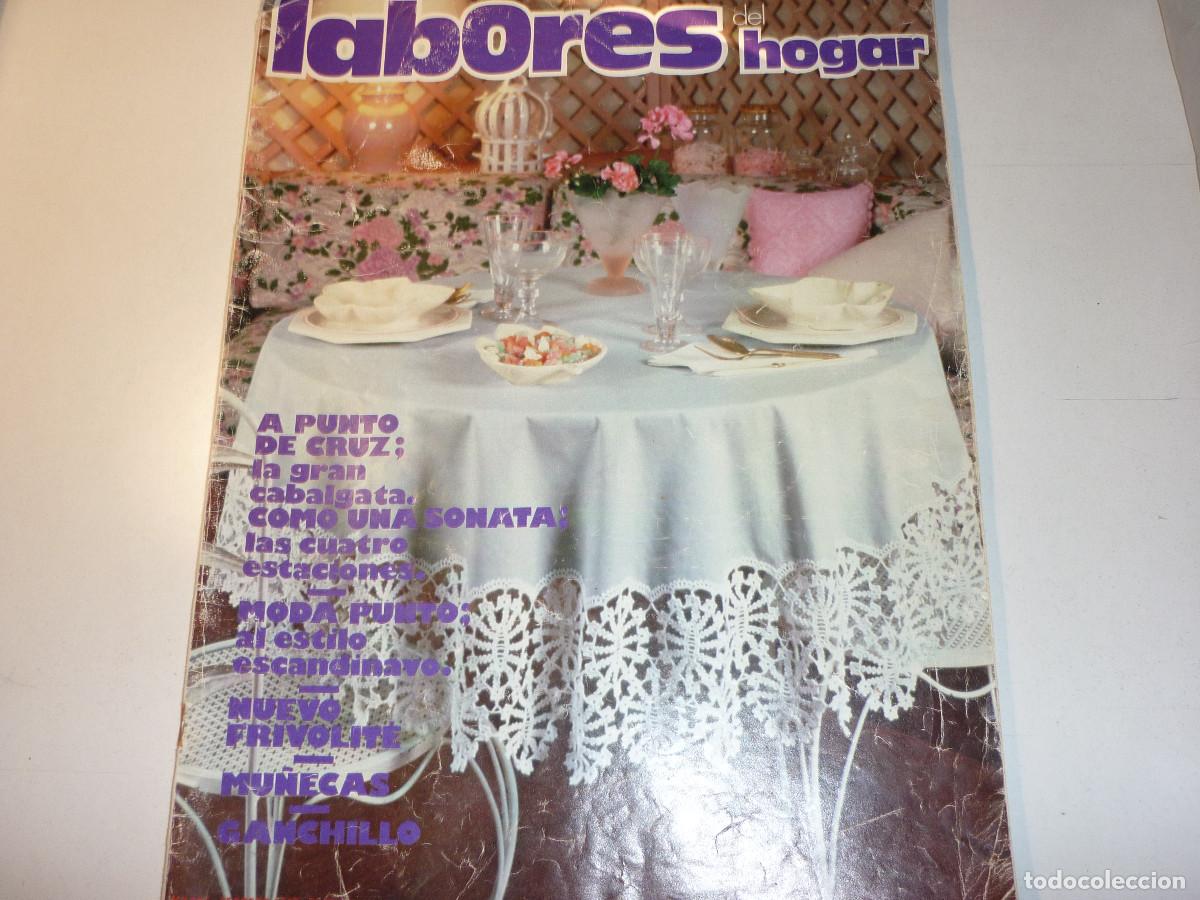 labores del hogar
A PUNTO
DE CRUZ;
la gran
cabalgata.
COMO UNA SONATA;
las cuatro
estaciones.
MODA PUNTO;
al estilo
escandinavo.
NUEVO
FRIVOLITÉ
MUÑECAS
GANCHILLO
todocoleccion